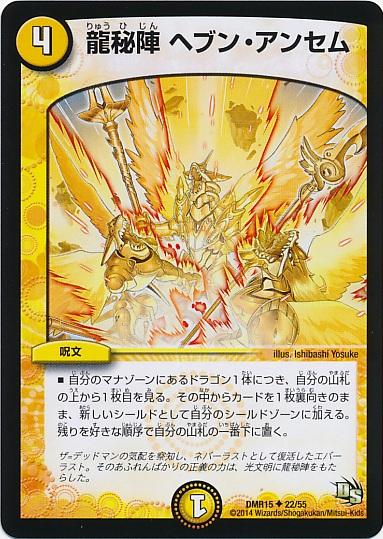 4
りゅうひじん
龍秘陣 ヘブン・アンセム
呪文
illus. Ishibashi Yosuke
■ 自分のマナゾーンにあるドラゴン1体につき、自分の山札
の上から1枚目を見る。その中からカードを1枚裏向きのま
ま、新しいシールドとして自分のシールドゾーンに加える。
残りを好きな順序で自分の山札の一番下に置く。
ザ=デッドマンの気配を察知し、ネバーラストとして復活したエバー
ラスト。そのあふれんばかりの正義の力は、光文明に龍秘陣をもた
らした。
1
DS
DMR15 ◆ 22/55
©2014 Wizards/Shogakukan/Mitsui-Kids